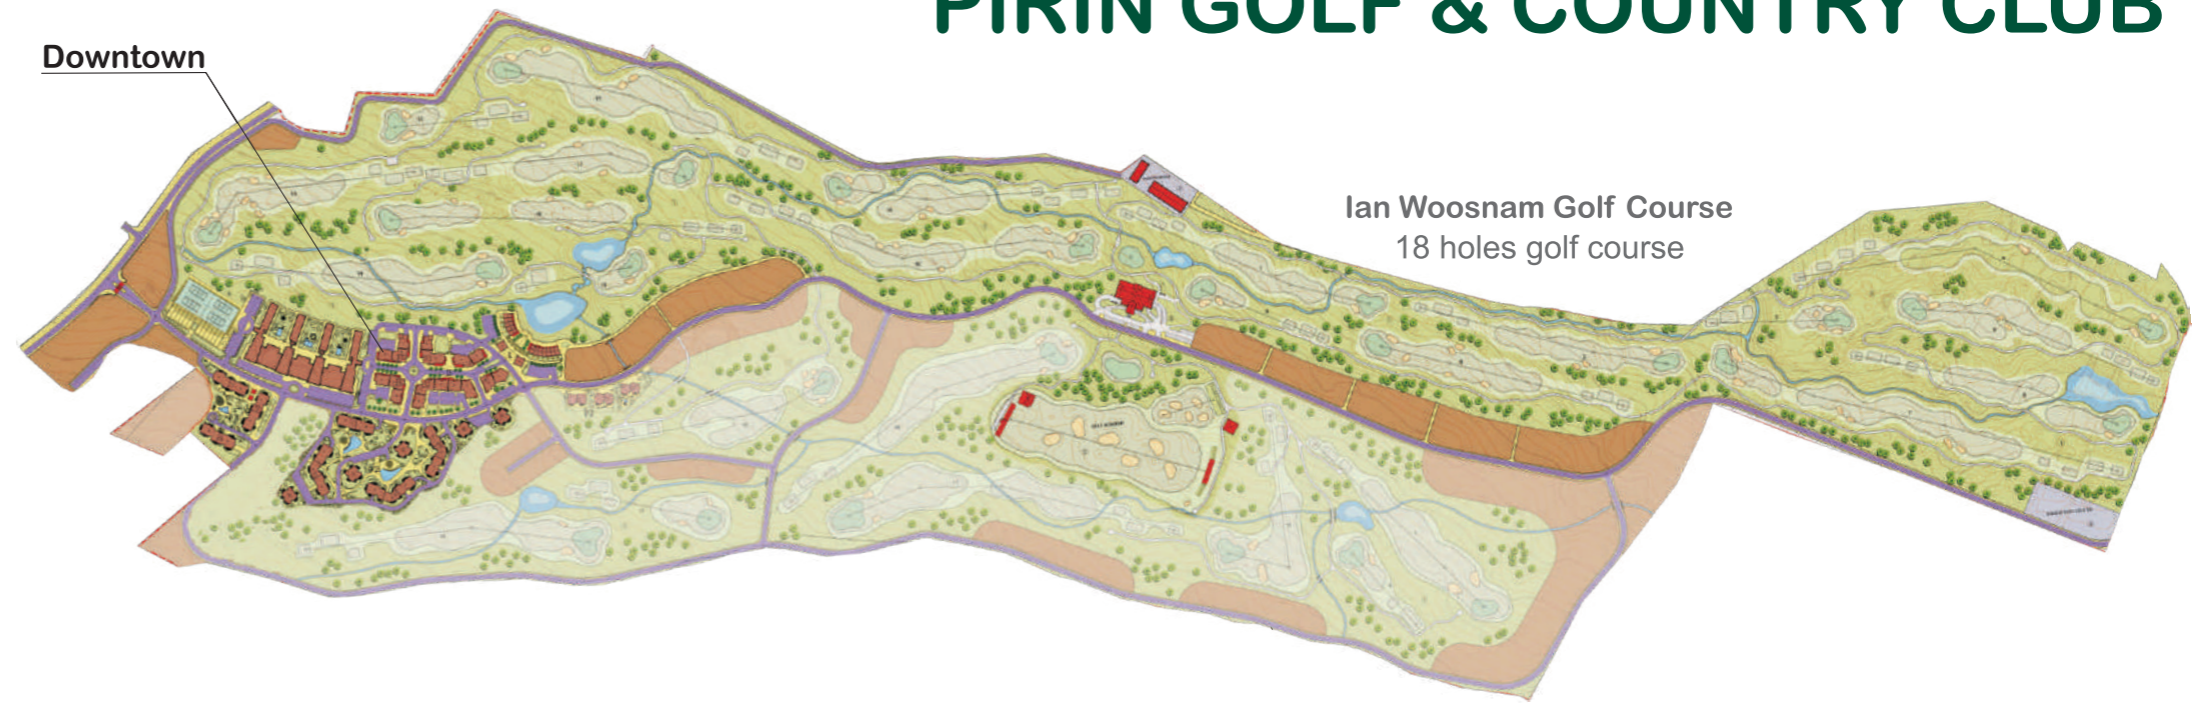 PIRIN GOLF & COUNTRY CLUB
Downtown
Ian Woosnam Golf Course
18 holes golf course